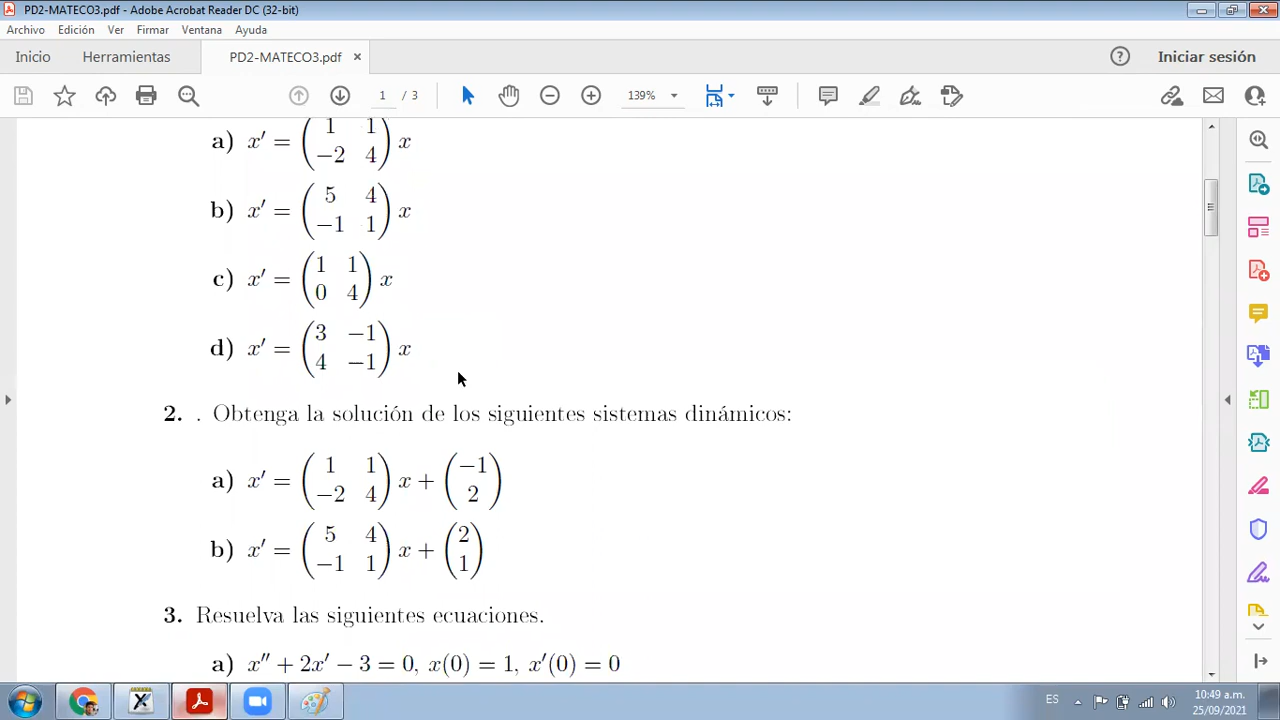 PD2-MATECO3.pdf - Adobe Acrobat Reader DC (32-bit)
Archivo Edición Ver Firmar Ventana Ayuda
Inicio Herramientas PD2-MATECO3.pdf × Iniciar sesión
1 / 3 139%
a) x′ = ( 1 1 ; −2 4 ) x
b) x′ = ( 5 4 ; −1 1 ) x
c) x′ = ( 1 1 ; 0 4 ) x
d) x′ = ( 3 −1 ; 4 −1 ) x
2. . Obtenga la solución de los siguientes sistemas dinámicos:
a) x′ = ( 1 1 ; −2 4 ) x + ( −1 ; 2 )
b) x′ = ( 5 4 ; −1 1 ) x + ( 2 ; 1 )
3. Resuelva las siguientes ecuaciones.
a) x″ + 2x′ − 3 = 0, x(0) = 1, x′(0) = 0
ES 10:49 a.m.
25/09/2021